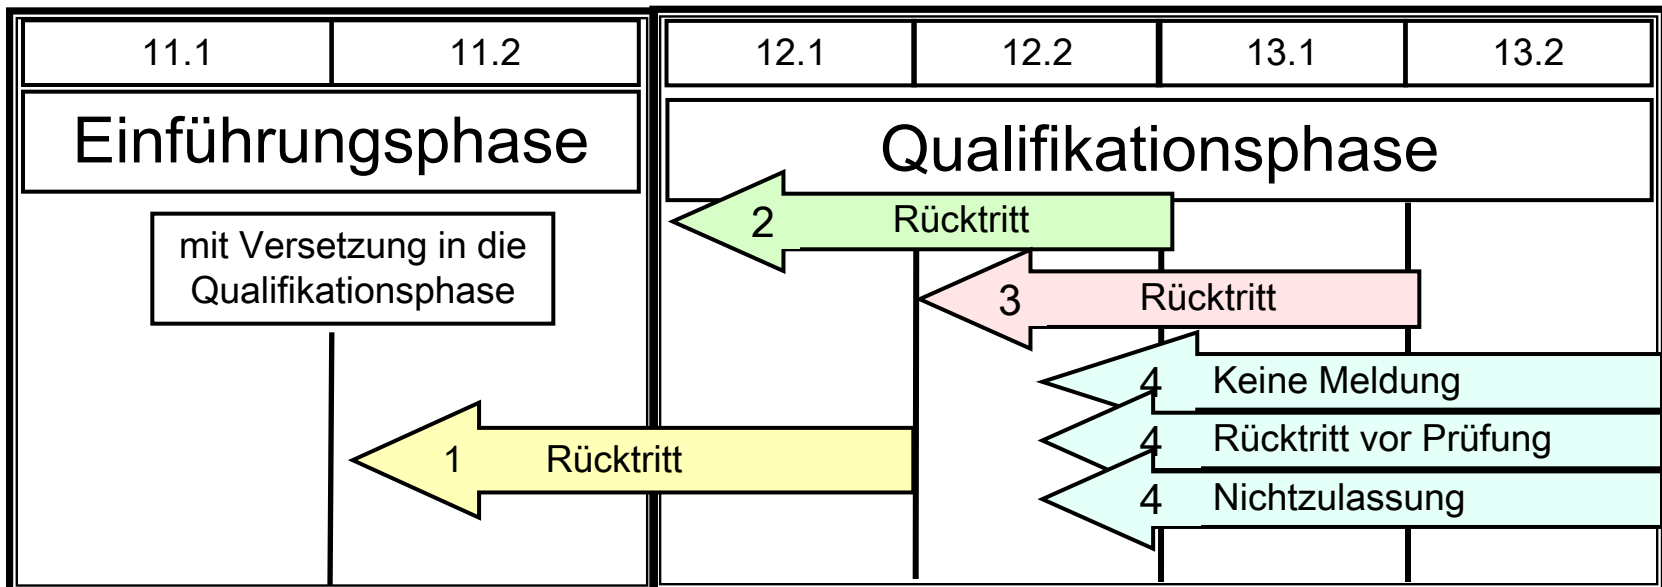 11.1
11.2
12.1
12.2
13.1
13.2
Einführungsphase
Qualifikationsphase
mit Versetzung in die
Qualifikationsphase
2 Rücktritt
3 Rücktritt
4 Keine Meldung
4 Rücktritt vor Prüfung
1 Rücktritt
4 Nichtzulassung